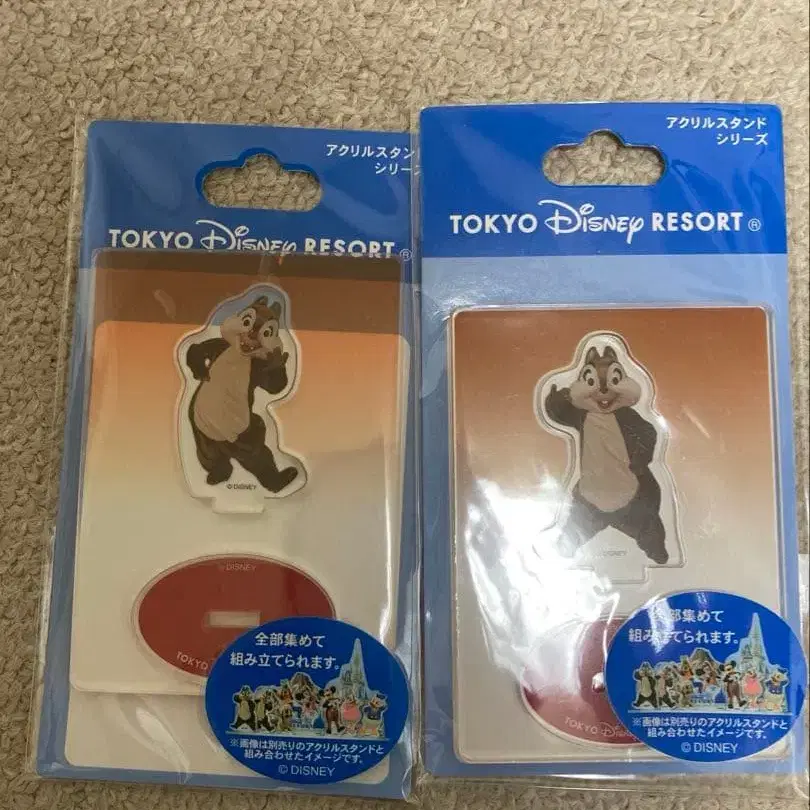 アクリルスタンド
シリーズ
TOKYO Disney RESORT®
© DISNEY
© DISNEY
TOKYO
全部集めて
組み立てられます。
※画像は別売りのアクリルスタンドと
組み合わせたイメージです。
© DISNEY
アクリルスタンド
シリーズ
TOKYO Disney RESORT®
DISNEY
TOKYO Disney
全部集めて
組み立てられます。
※画像は別売りのアクリルスタンドと
組み合わせたイメージです。
© DISNEY